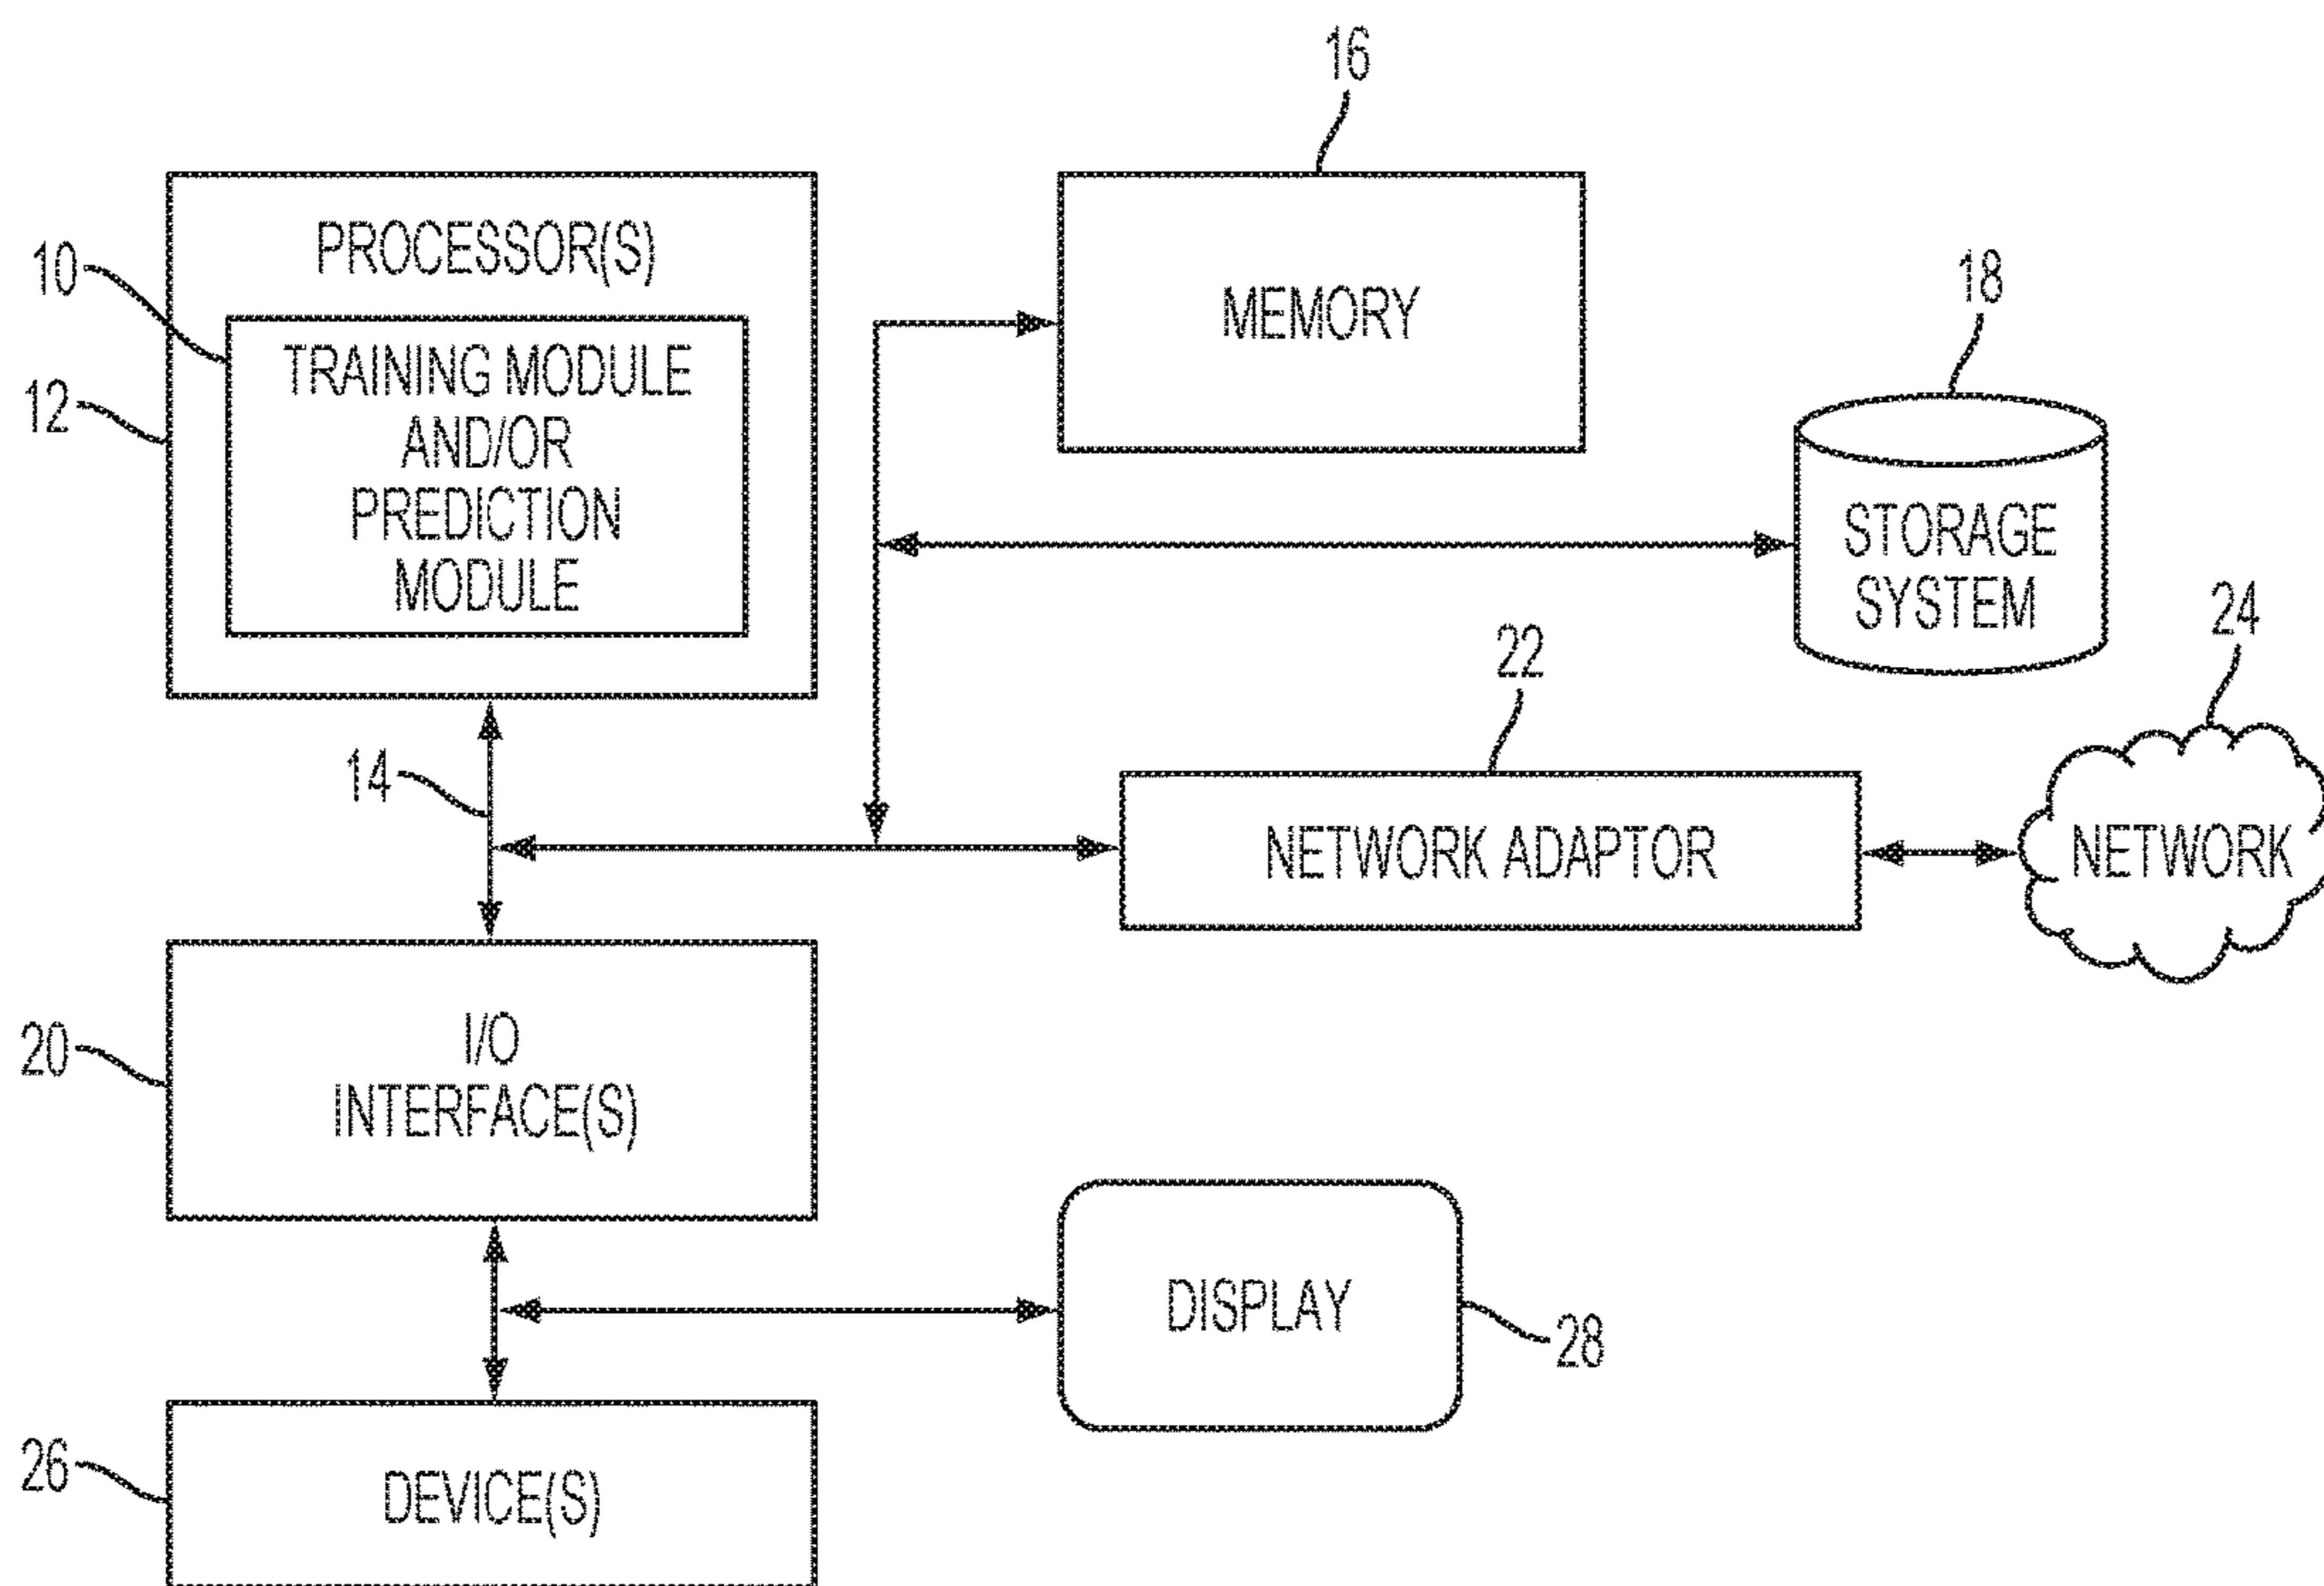 16
PROCESSOR(S)
10
TRAINING MODULE
AND/OR
PREDICTION
MODULE
12
MEMORY
18
STORAGE
SYSTEM
14
22
24
NETWORK ADAPTOR
NETWORK
20
I/O
INTERFACE(S)
DISPLAY
28
26
DEVICE(S)